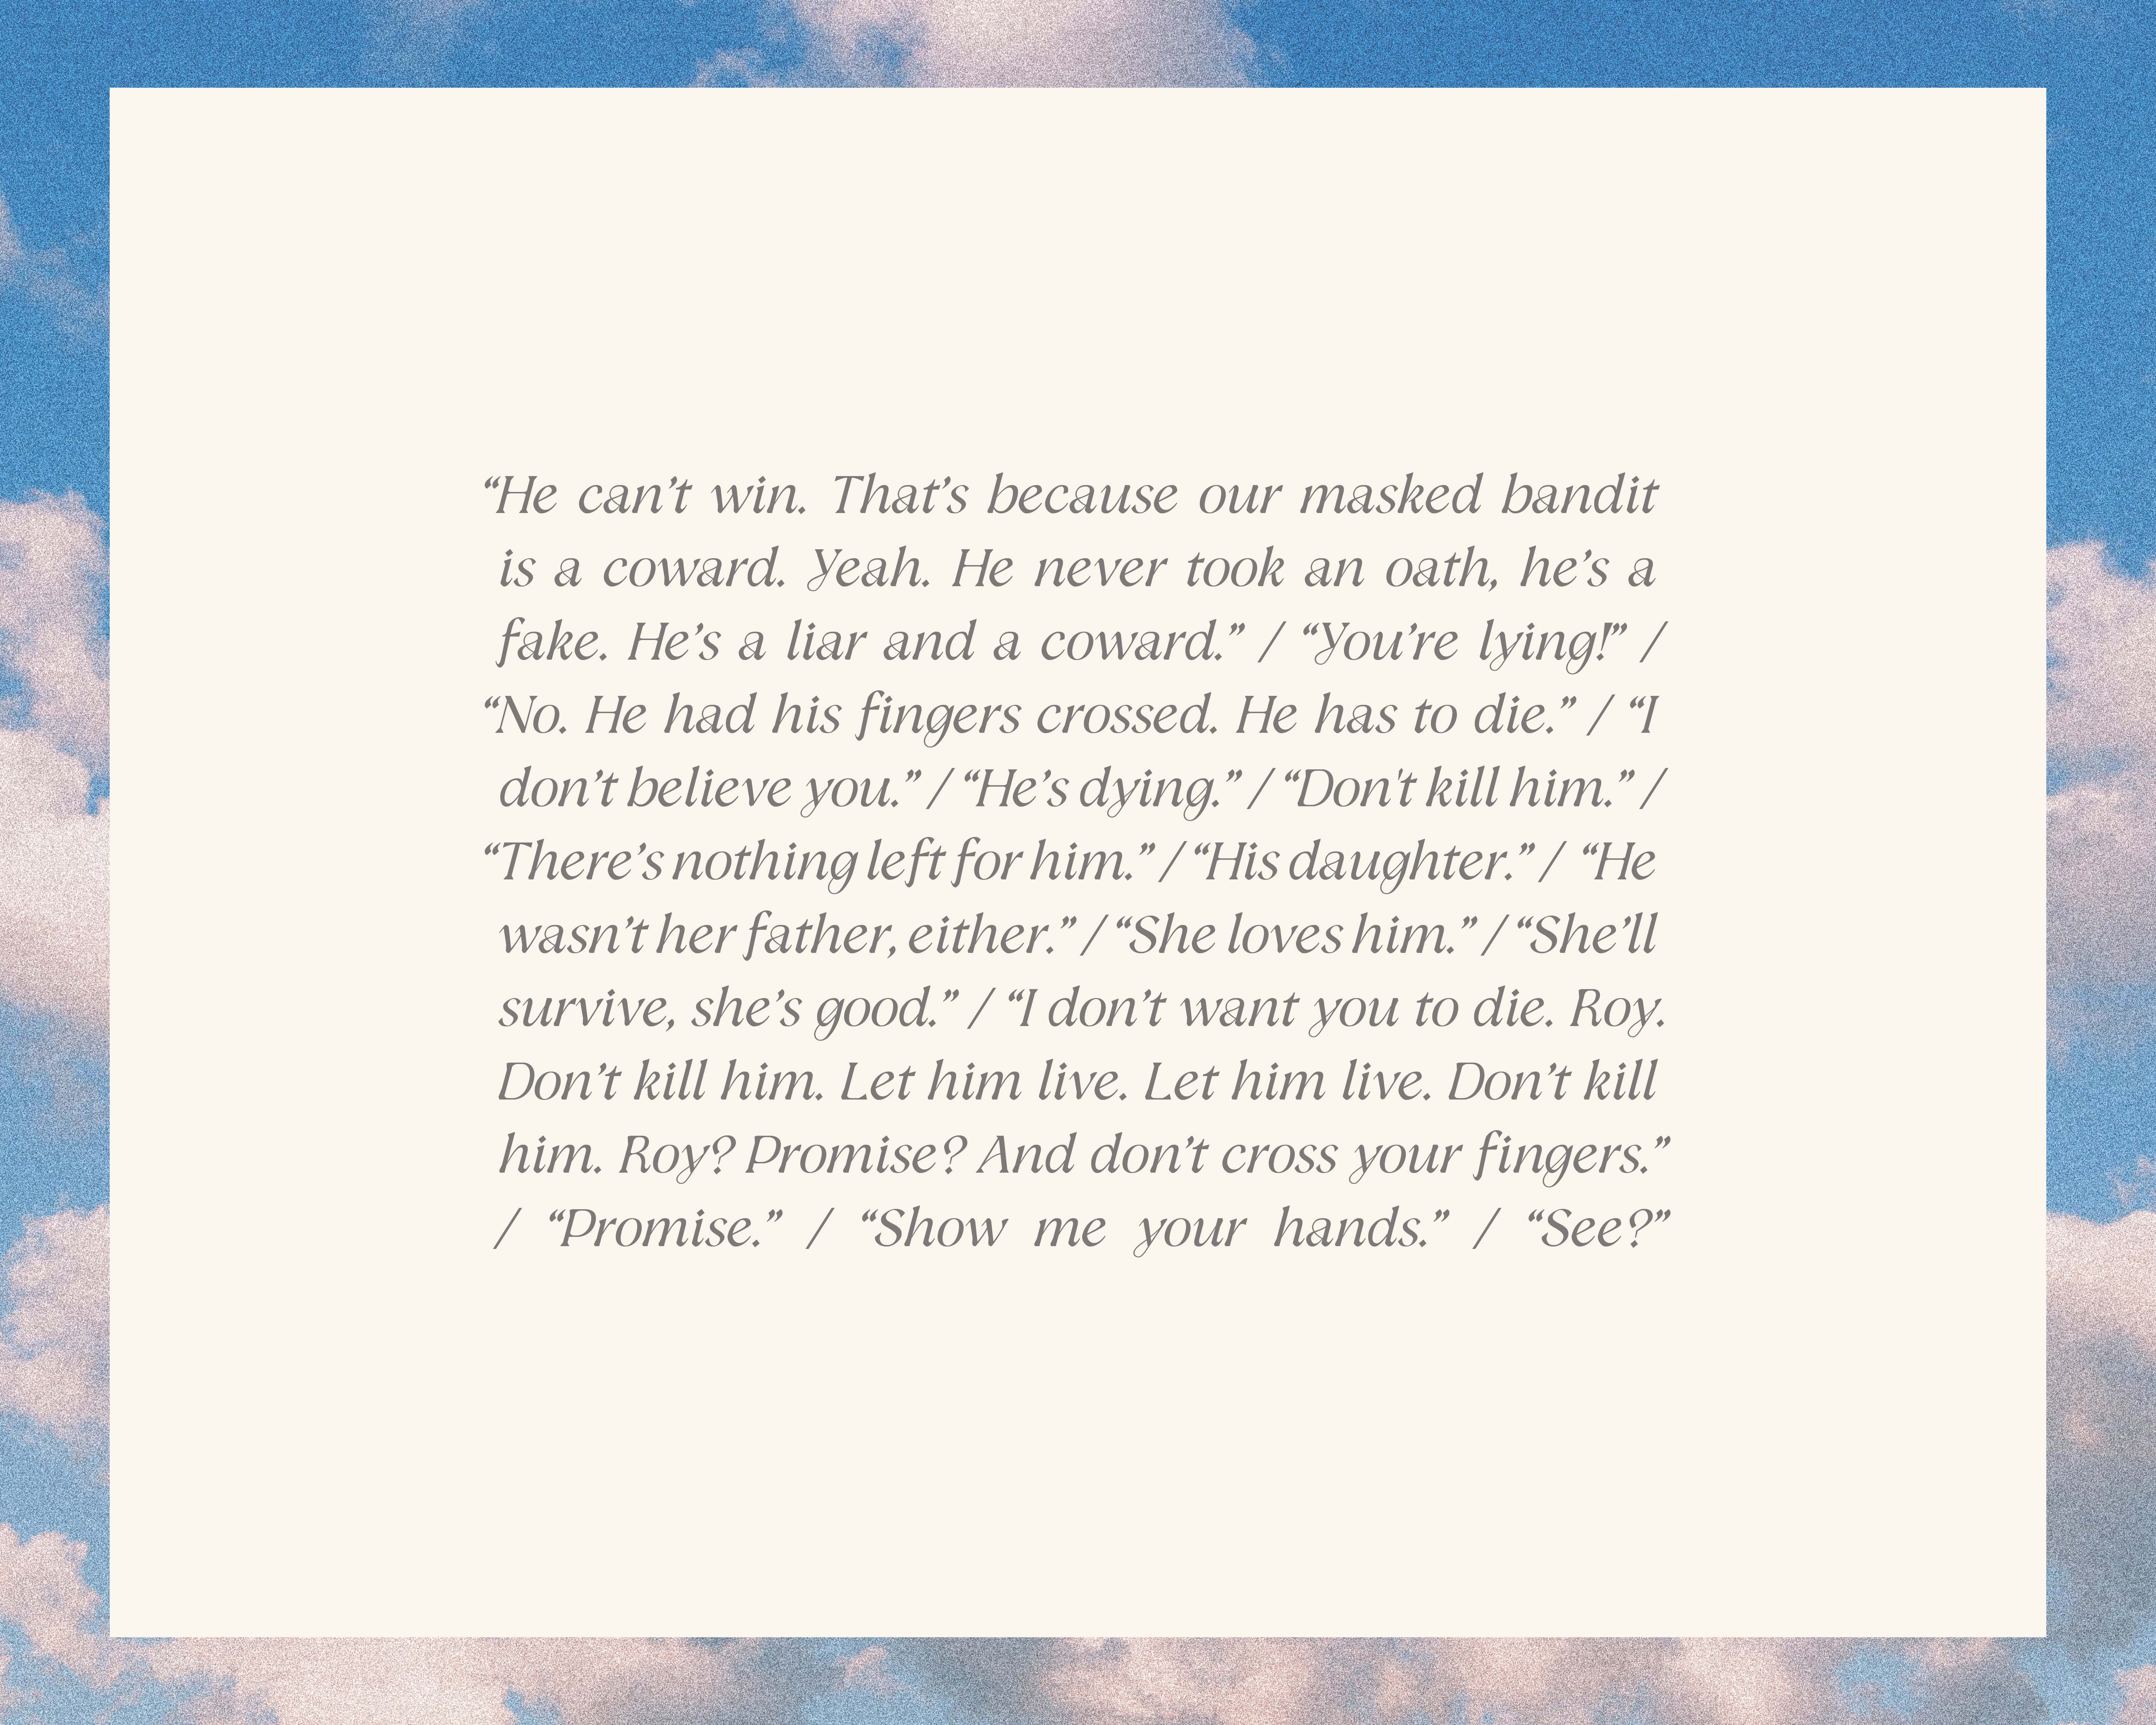 “He can’t win. That’s because our masked bandit
is a coward. Yeah. He never took an oath, he’s a
fake. He’s a liar and a coward.” / “You’re lying!” /
“No. He had his fingers crossed. He has to die.” / “I
don’t believe you.” / “He’s dying.” / “Don't kill him.” /
“There’s nothing left for him.” / “His daughter.” / “He
wasn’t her father, either.” / “She loves him.” / “She’ll
survive, she’s good.” / “I don’t want you to die. Roy.
Don’t kill him. Let him live. Let him live. Don’t kill
him. Roy? Promise? And don’t cross your fingers.”
/ “Promise.” / “Show me your hands.” / “See?”